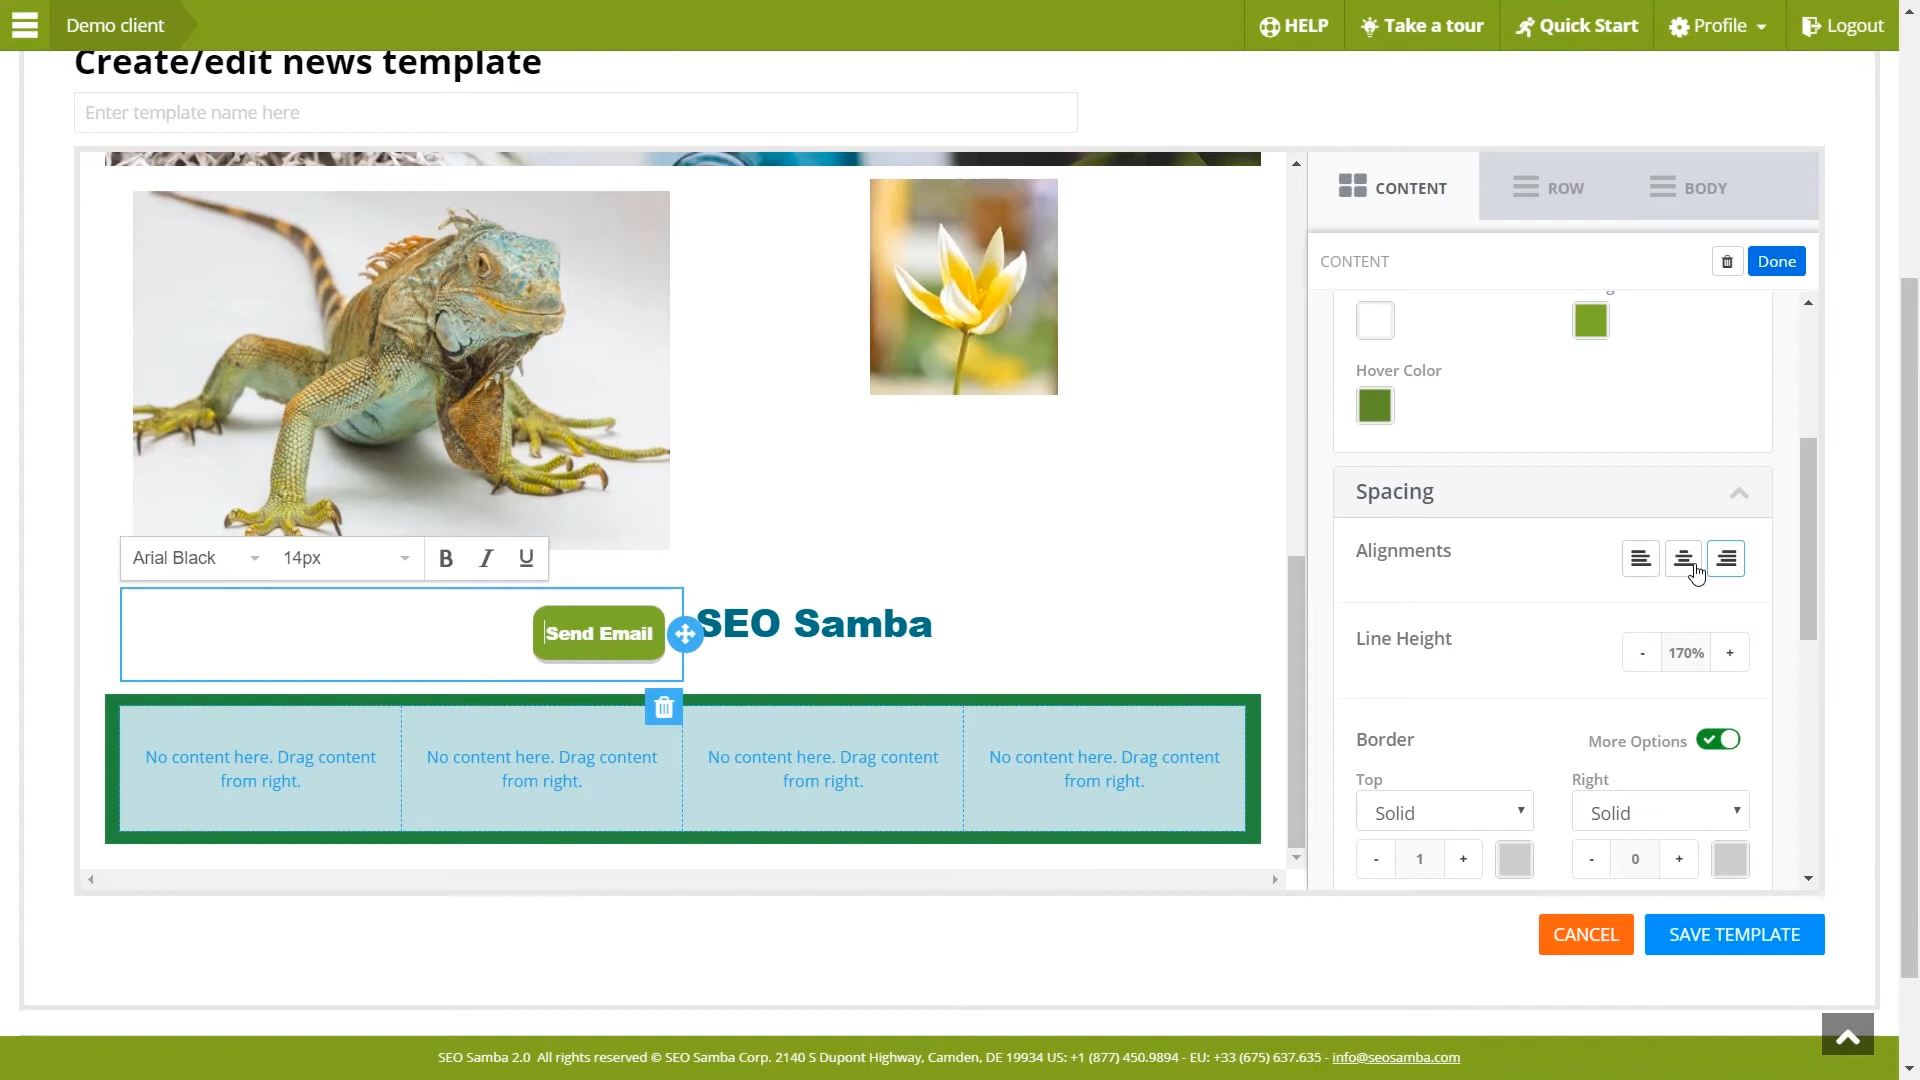 Demo client
HELP
Take a tour
Quick Start
Profile
Logout
Create/edit news template
Enter template name here
CONTENT
ROW
BODY
CONTENT
Done
Hover Color
Spacing
Alignments
Arial Black
14px
B I U
Send Email
SEO Samba
Line Height
- 170% +
Border
More Options
Top
Right
Solid
Solid
- 1 +
- 0 +
No content here. Drag content
from right.
No content here. Drag content
from right.
No content here. Drag content
from right.
No content here. Drag content
from right.
CANCEL
SAVE TEMPLATE
SEO Samba 2.0 All rights reserved © SEO Samba Corp. 2140 S Dupont Highway, Camden, DE 19934 US: +1 (877) 450.9894 - EU: +33 (675) 637.635 - info@seosamba.com